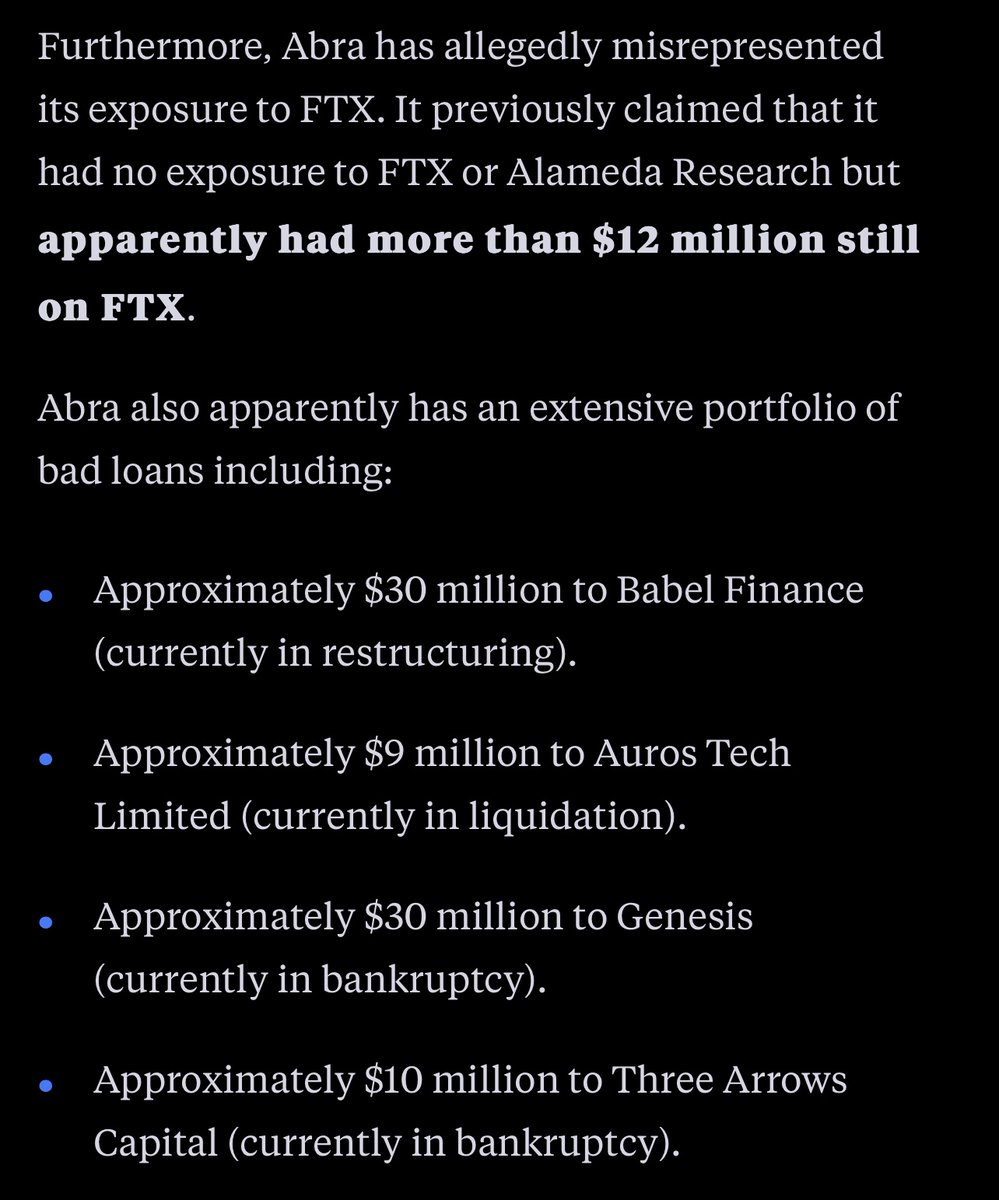 Furthermore, Abra has allegedly misrepresented
its exposure to FTX. It previously claimed that it
had no exposure to FTX or Alameda Research but
apparently had more than $12 million still
on FTX.
Abra also apparently has an extensive portfolio of
bad loans including:
• Approximately $30 million to Babel Finance
(currently in restructuring).
• Approximately $9 million to Auros Tech
Limited (currently in liquidation).
• Approximately $30 million to Genesis
(currently in bankruptcy).
• Approximately $10 million to Three Arrows
Capital (currently in bankruptcy).